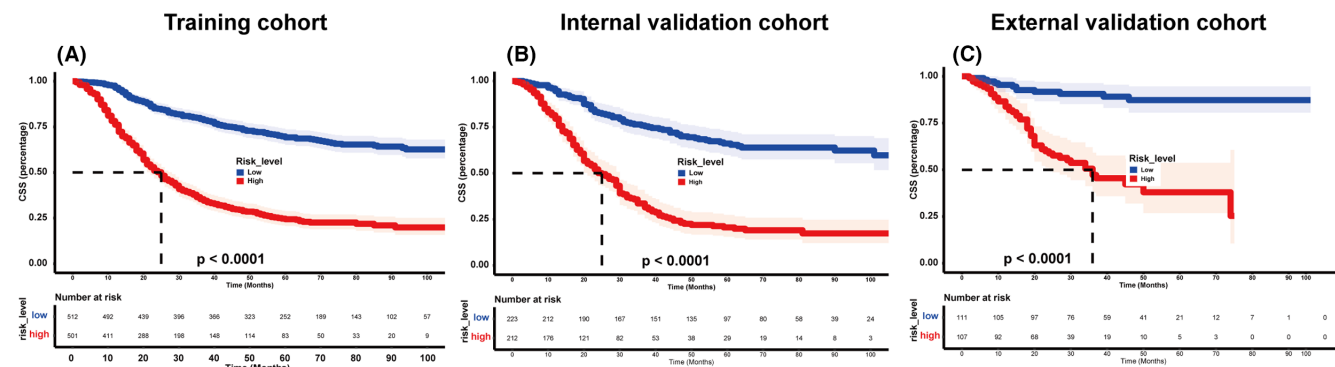 Training cohort
Internal validation cohort
External validation cohort
(A)
CSS (percentage)
1.00
0.75
0.50
0.25
0.00
Risk_level
Low
High
p < 0.0001
0 10 20 30 40 50 60 70 80 90 100
Time (Months)
Number at risk
risk_level
low 512 492 439 396 366 323 252 189 143 102 57
high 501 411 288 198 148 114 83 50 33 20 9
0 10 20 30 40 50 60 70 80 90 100
Time (Months)
(B)
CSS (percentage)
1.00
0.75
0.50
0.25
0.00
Risk_level
Low
High
p < 0.0001
0 10 20 30 40 50 60 70 80 90 100
Time (Months)
Number at risk
risk_level
low 223 212 190 167 151 135 97 80 58 39 24
high 212 176 121 82 53 38 29 19 14 8 3
0 10 20 30 40 50 60 70 80 90 100
Time (Months)
(C)
CSS (percentage)
1.00
0.75
0.50
0.25
0.00
Risk_level
Low
High
p < 0.0001
0 10 20 30 40 50 60 70 80 90 100
Time (Months)
Number at risk
risk_level
low 111 105 97 76 59 41 21 12 7 1 0
high 107 92 68 39 19 10 5 3 0 0 0
0 10 20 30 40 50 60 70 80 90 100
Time (Months)